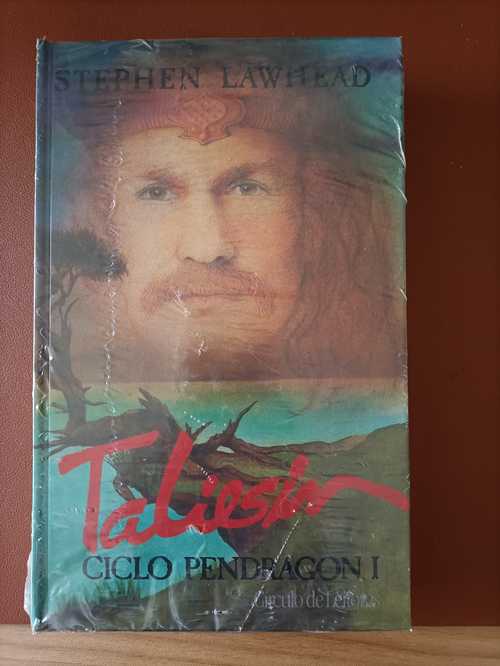 STEPHEN LAWHEAD
Taliesin
CICLO PENDRAGON I
Círculo de Lectores